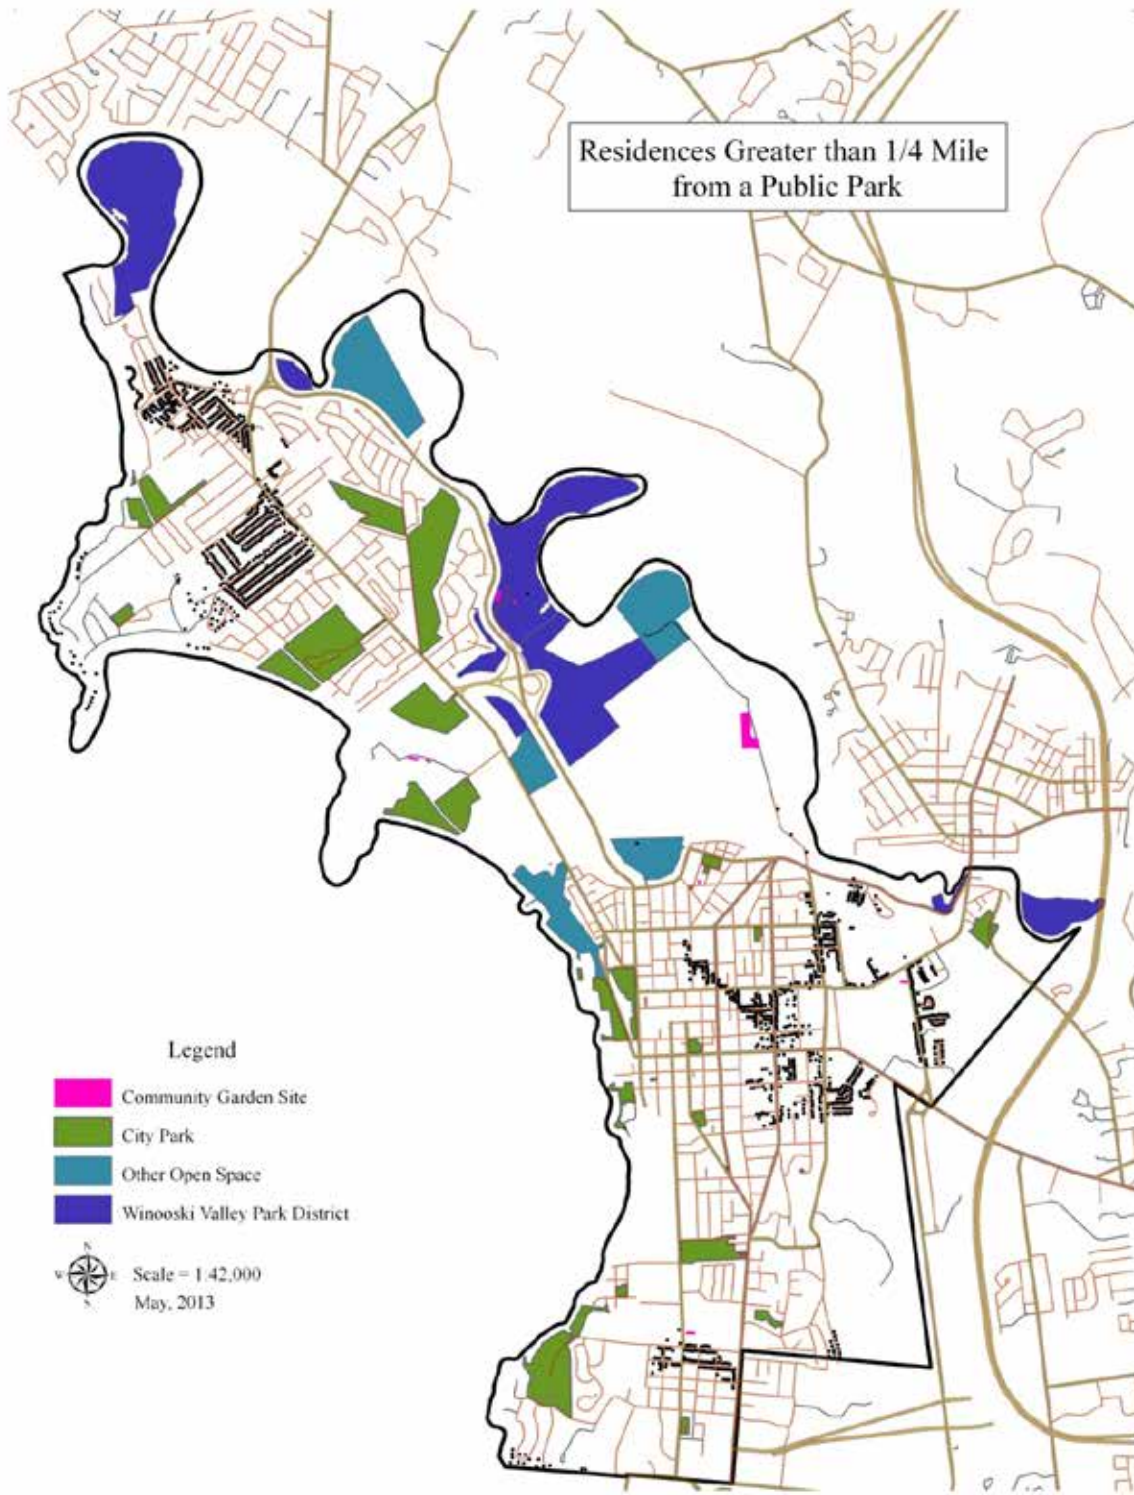 Residences Greater than 1/4 Mile
from a Public Park
Legend
Community Garden Site
City Park
Other Open Space
Winooski Valley Park District
N
W E
S
Scale = 1:42,000
May, 2013